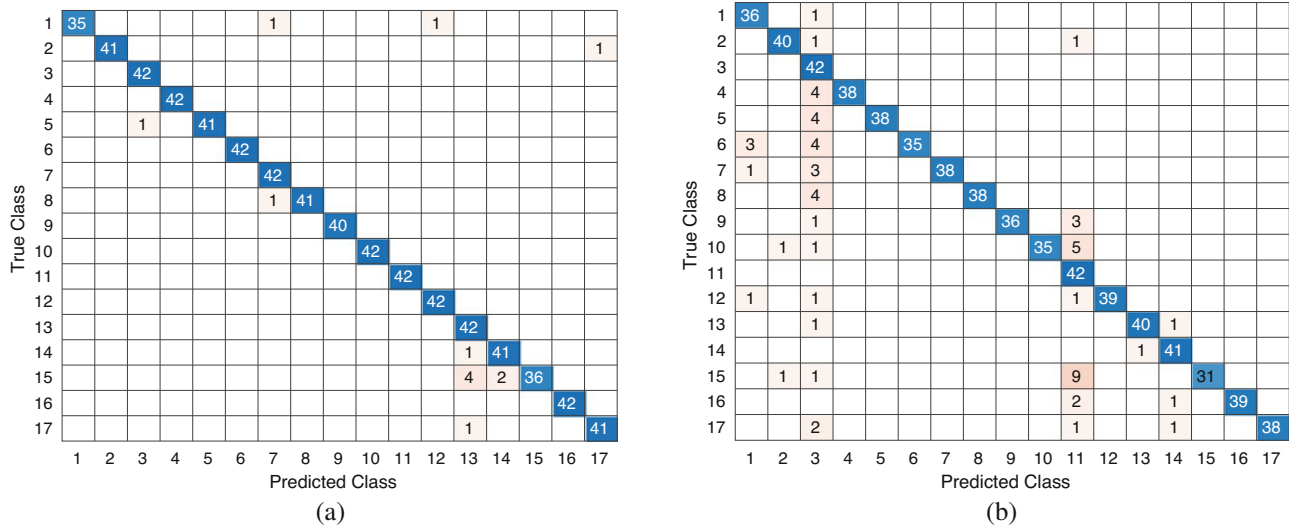 True Class
1 35 1 1
2 41 1
3 42
4 42
5 1 41
6 42
7 42
8 1 41
9 40
10 42
11 42
12 42
13 42
14 1 41
15 4 2 36
16 42
17 1 41
1 2 3 4 5 6 7 8 9 10 11 12 13 14 15 16 17
Predicted Class
(a)
True Class
1 36 1
2 40 1 1
3 42
4 4 38
5 4 38
6 3 4 35
7 1 3 38
8 4 38
9 1 36 3
10 1 1 35 5
11 42
12 1 1 1 39
13 1 40 1
14 1 41
15 1 1 9 31
16 2 1 39
17 2 1 1 38
1 2 3 4 5 6 7 8 9 10 11 12 13 14 15 16 17
Predicted Class
(b)